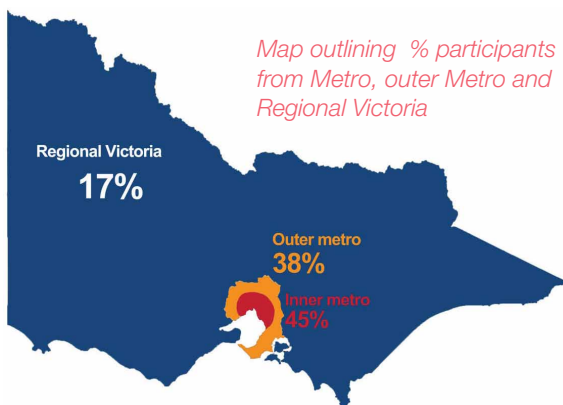 Map outlining % participants
from Metro, outer Metro and
Regional Victoria
Regional Victoria
17%
Outer metro
38%
Inner metro
45%